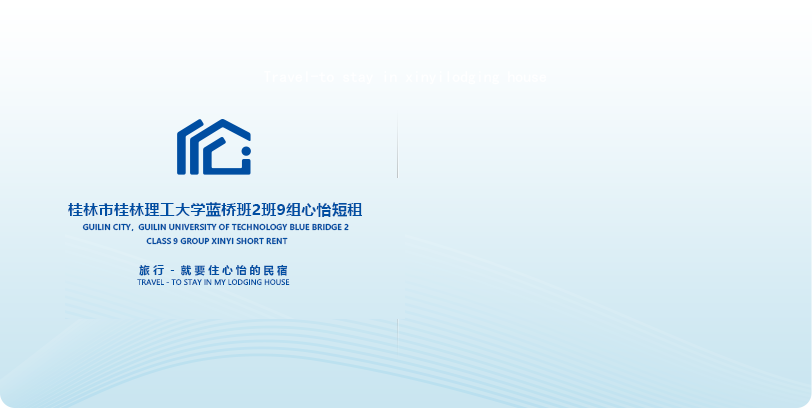 Travel-to stay in xinyilodging house
桂林市桂林理工大学蓝桥班2班9组心怡短租
GUILIN CITY, GUILIN UNIVERSITY OF TECHNOLOGY BLUE BRIDGE 2
CLASS 9 GROUP XINYI SHORT RENT
旅行 - 就要住心怡的民宿
TRAVEL - TO STAY IN MY LODGING HOUSE